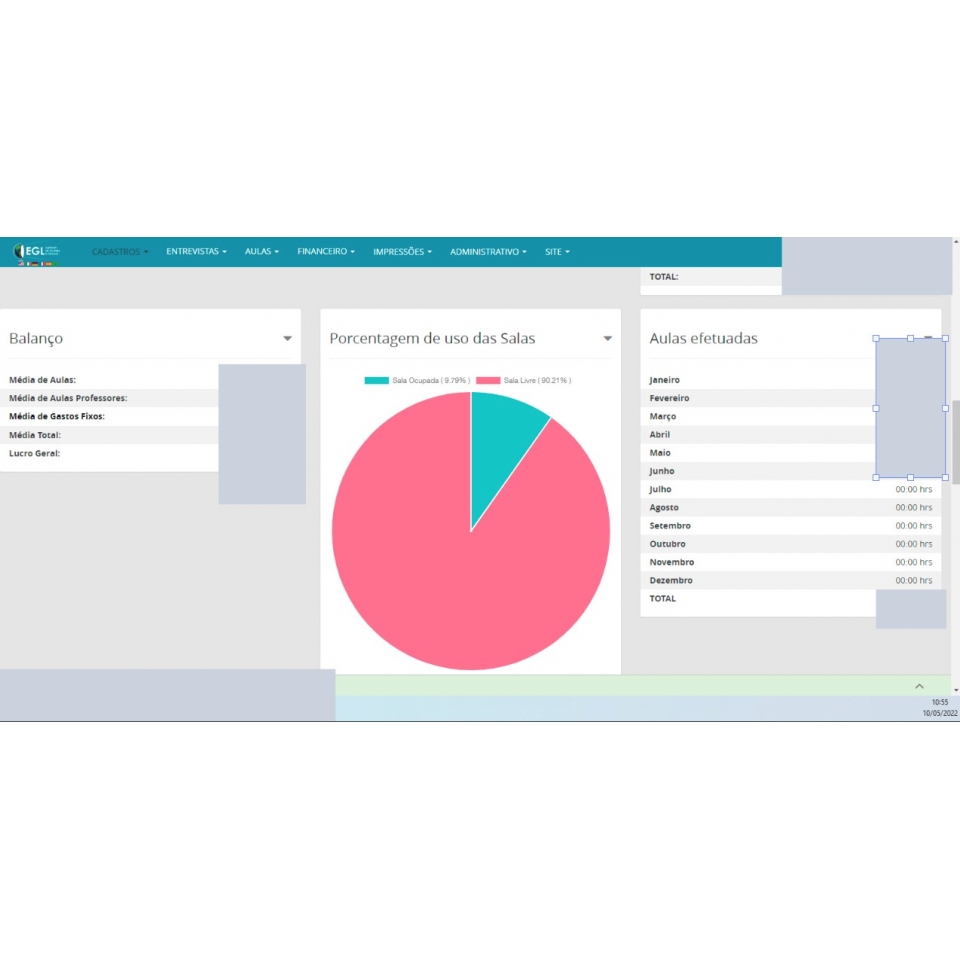 EGL
CADASTROS
ENTREVISTAS
AULAS
FINANCEIRO
IMPRESSÕES
ADMINISTRATIVO
SITE
TOTAL:
Balanço
Média de Aulas:
Média de Aulas Professores:
Média de Gastos Fixos:
Média Total:
Lucro Geral:
Porcentagem de uso das Salas
Sala Ocupada ( 9.79% )
Sala Livre ( 90.21% )
Aulas efetuadas
Janeiro
Fevereiro
Março
Abril
Maio
Junho
Julho 00:00 hrs
Agosto 00:00 hrs
Setembro 00:00 hrs
Outubro 00:00 hrs
Novembro 00:00 hrs
Dezembro 00:00 hrs
TOTAL
10:55
10/05/2022